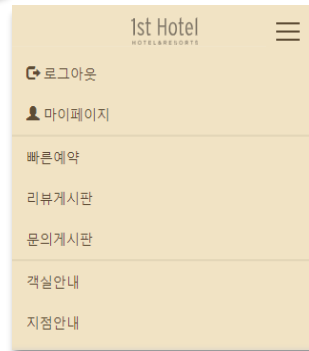 1st Hotel
HOTEL&RESORTS
로그아웃
마이페이지
빠른예약
리뷰게시판
문의게시판
객실안내
지점안내